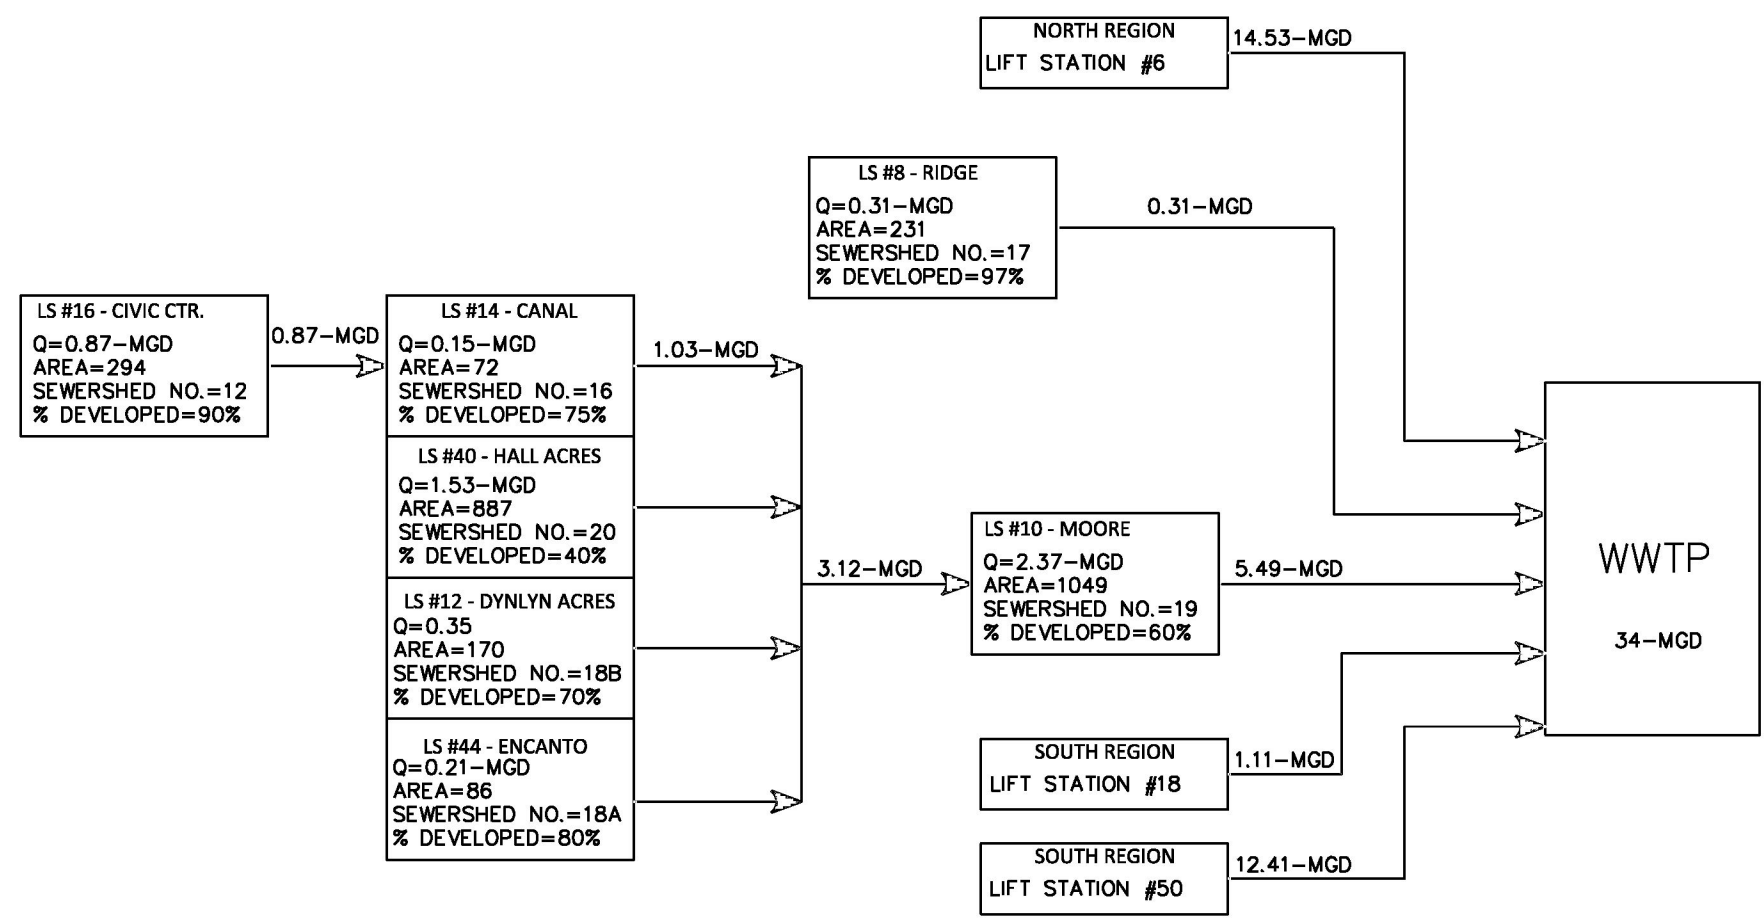 NORTH REGION
LIFT STATION #6
14.53-MGD
LS #8 - RIDGE
Q=0.31-MGD
AREA=231
SEWERSHED NO.=17
% DEVELOPED=97%
0.31-MGD
LS #16 - CIVIC CTR.
Q=0.87-MGD
AREA=294
SEWERSHED NO.=12
% DEVELOPED=90%
0.87-MGD
LS #14 - CANAL
Q=0.15-MGD
AREA=72
SEWERSHED NO.=16
% DEVELOPED=75%
1.03-MGD
LS #40 - HALL ACRES
Q=1.53-MGD
AREA=887
SEWERSHED NO.=20
% DEVELOPED=40%
LS #12 - DYNLYN ACRES
Q=0.35
AREA=170
SEWERSHED NO.=18B
% DEVELOPED=70%
LS #44 - ENCANTO
Q=0.21-MGD
AREA=86
SEWERSHED NO.=18A
% DEVELOPED=80%
3.12-MGD
LS #10 - MOORE
Q=2.37-MGD
AREA=1049
SEWERSHED NO.=19
% DEVELOPED=60%
5.49-MGD
SOUTH REGION
LIFT STATION #18
1.11-MGD
SOUTH REGION
LIFT STATION #50
12.41-MGD
WWTP
34-MGD